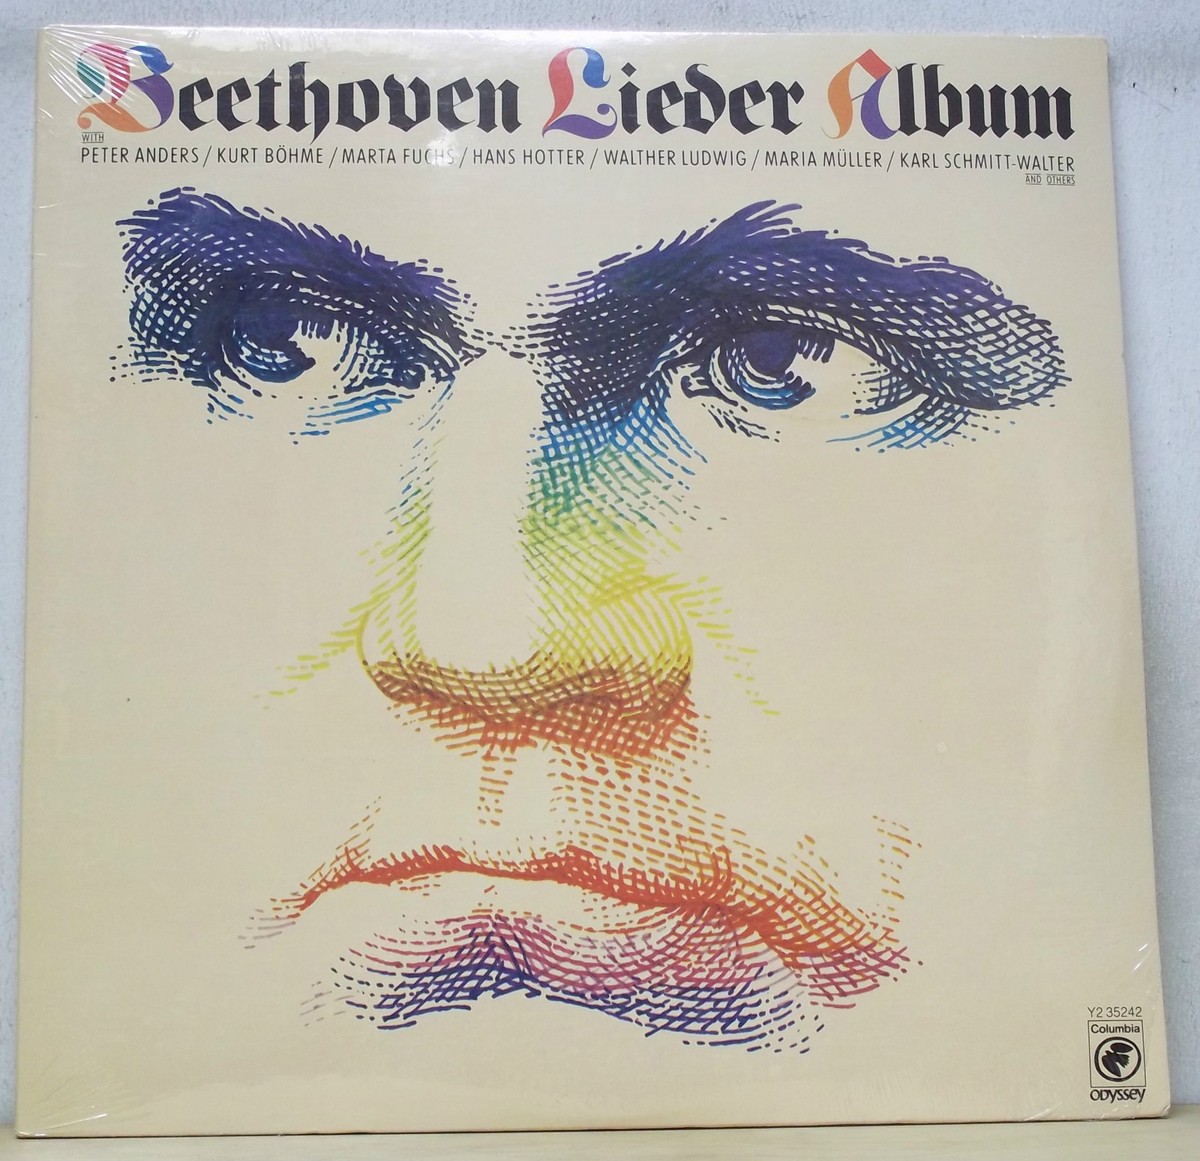 Beethoven Lieder Album
WITH
PETER ANDERS / KURT BÖHME / MARTA FUCHS / HANS HOTTER / WALTHER LUDWIG / MARIA MÜLLER / KARL SCHMITT-WALTER
AND OTHERS
Y2 35242
Columbia
ODYSSEY